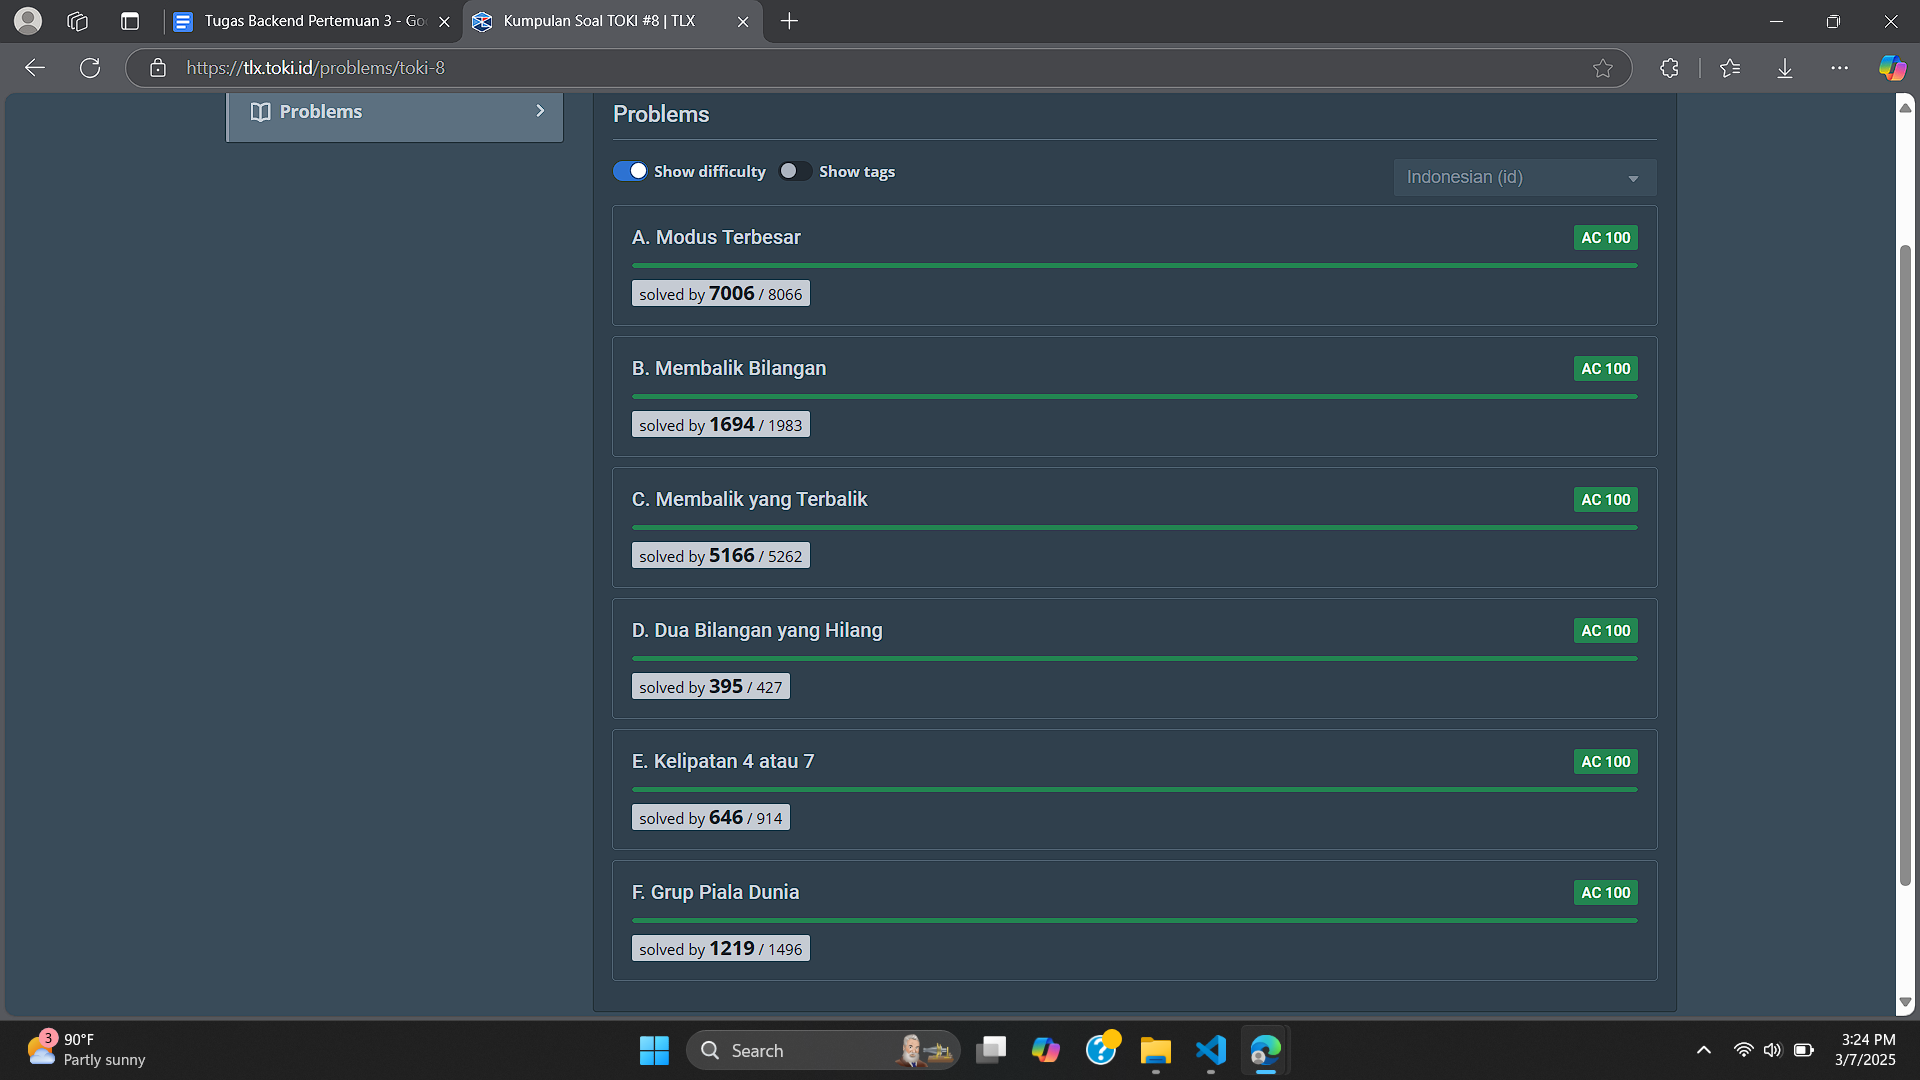 Tugas Backend Pertemuan 3 - Goo
Kumpulan Soal TOKI #8 | TLX
https://tlx.toki.id/problems/toki-8
Problems
Problems
Show difficulty
Show tags
Indonesian (id)
A. Modus Terbesar
AC 100
solved by 7006 / 8066
B. Membalik Bilangan
AC 100
solved by 1694 / 1983
C. Membalik yang Terbalik
AC 100
solved by 5166 / 5262
D. Dua Bilangan yang Hilang
AC 100
solved by 395 / 427
E. Kelipatan 4 atau 7
AC 100
solved by 646 / 914
F. Grup Piala Dunia
AC 100
solved by 1219 / 1496
3
90°F
Partly sunny
Search
3:24 PM
3/7/2025